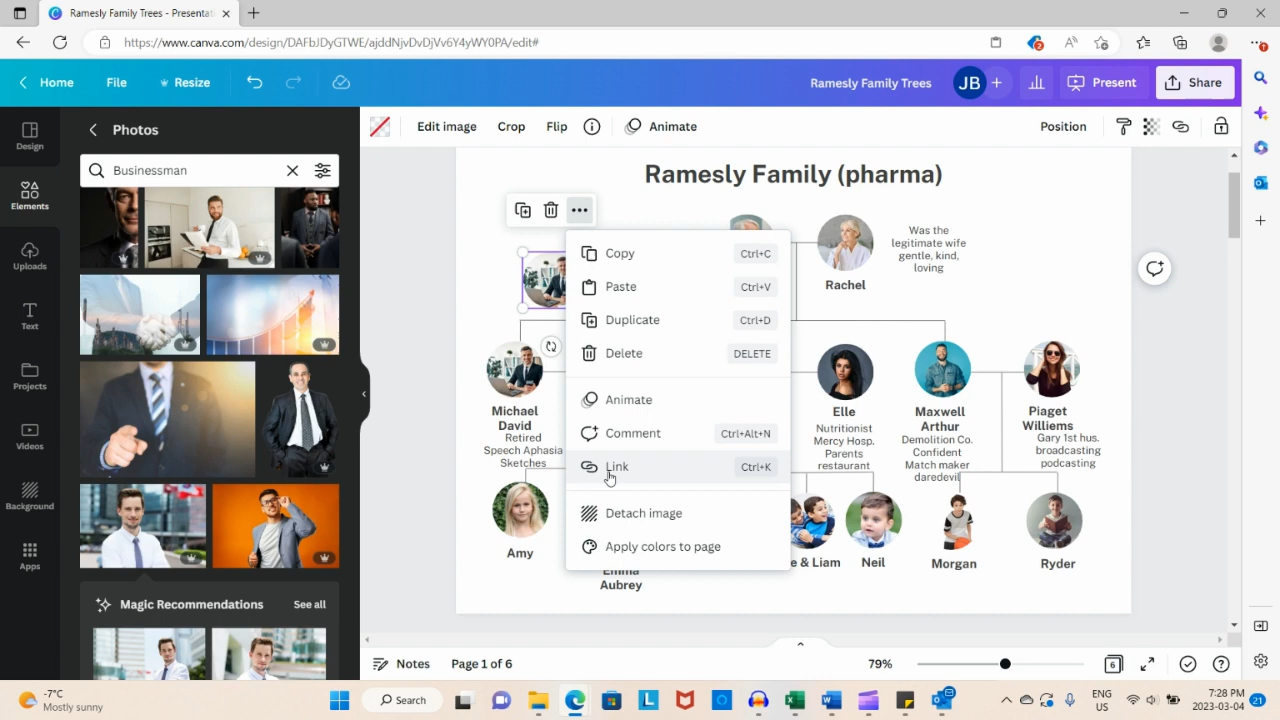 Ramesly Family Trees - Presentati
https://www.canva.com/design/DAFbJDyGTWE/ajddNjvDvDjVv6Y4yWY0PA/edit#
2
Home
File
Resize
Ramesly Family Trees
JB
+
Present
Share
Design
Elements
Uploads
Text
Projects
Videos
Background
Apps
Photos
Businessman
Magic Recommendations
See all
Edit image
Crop
Flip
Animate
Position
Ramesly Family (pharma)
Rachel
Was the
legitimate wife
gentle, kind,
loving
Copy
Ctrl+C
Paste
Ctrl+V
Duplicate
Ctrl+D
Delete
DELETE
Animate
Comment
Ctrl+Alt+N
Link
Ctrl+K
Detach image
Apply colors to page
Michael
David
Retired
Speech Aphasia
Sketches
Elle
Nutritionist
Mercy Hosp.
Parents
restaurant
Maxwell
Arthur
Demolition Co.
Confident
Match maker
daredevil
Piaget
Williems
Gary 1st hus.
broadcasting
podcasting
Amy
Emma
Aubrey
e & Liam
Neil
Morgan
Ryder
Notes
Page 1 of 6
79%
6
-7°C
Mostly sunny
Search
ENG
US
7:28 PM
2023-03-04
21